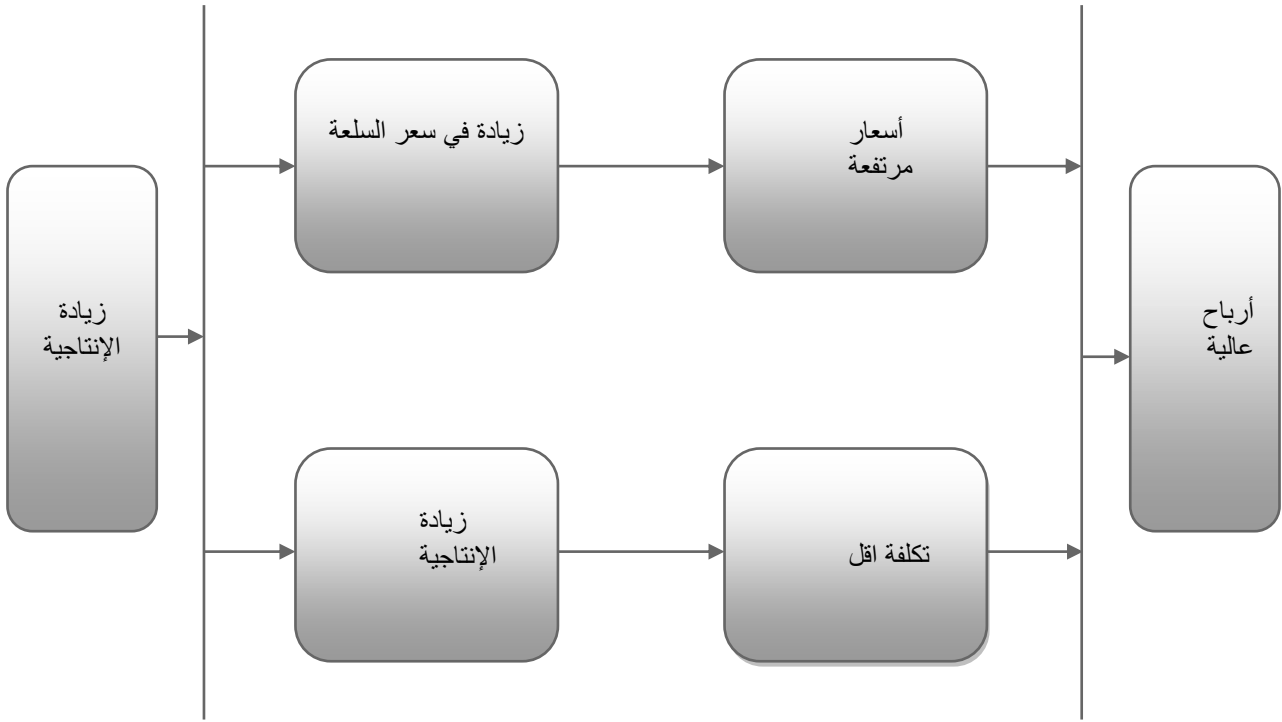 زيادة في سعر السلعة
أسعار
مرتفعة
زيادة
الإنتاجية
أرباح
عالية
زيادة
الإنتاجية
تكلفة اقل